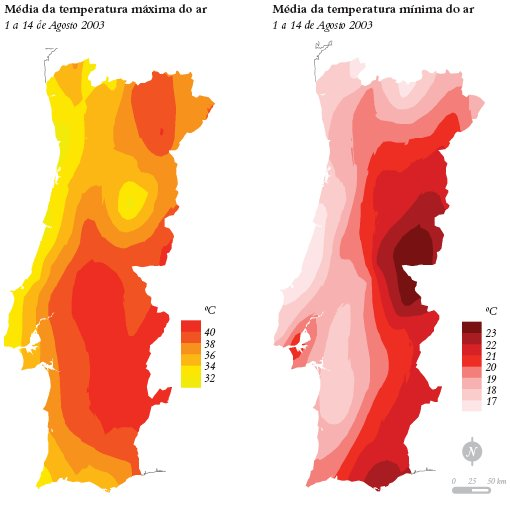 Média da temperatura máxima do ar
1 a 14 de Agosto 2003
Média da temperatura mínima do ar
1 a 14 de Agosto 2003
ºC
40
38
36
34
32
ºC
23
22
21
20
19
18
17
N
0 25 50 km